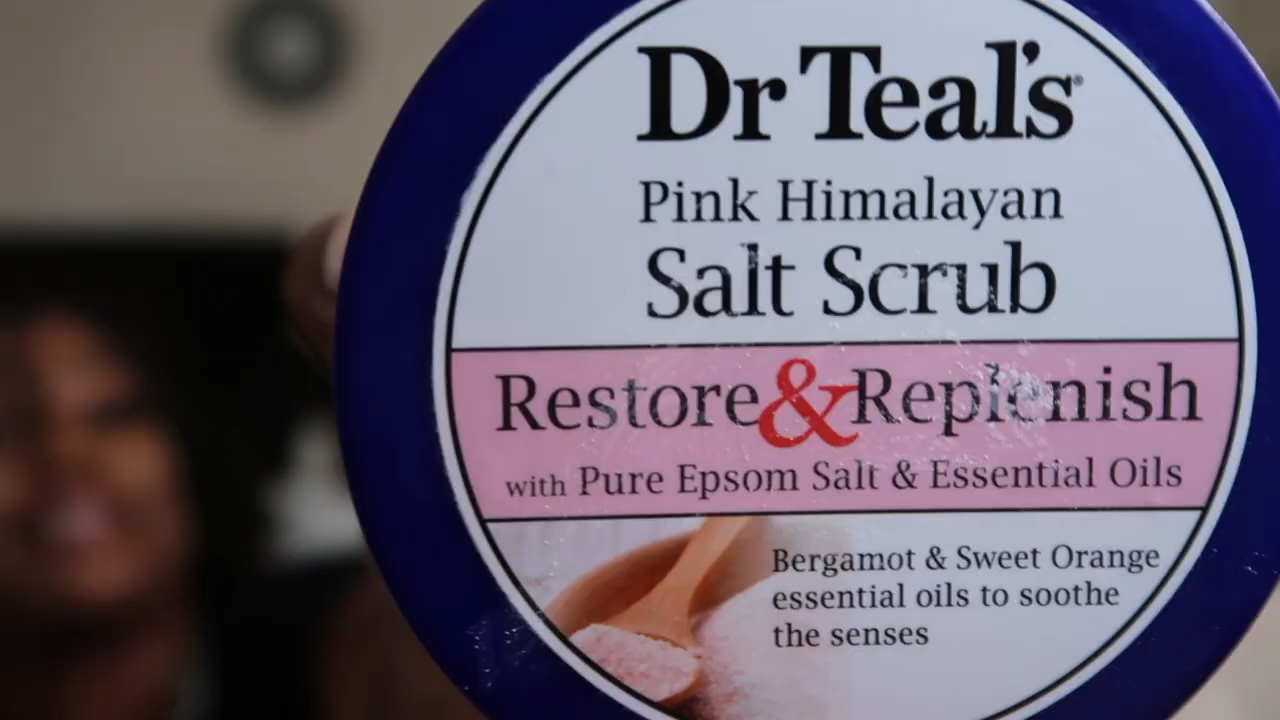 Dr Teal's®
Pink Himalayan
Salt Scrub
Restore & Replenish
with Pure Epsom Salt & Essential Oils
Bergamot & Sweet Orange
essential oils to soothe
the senses